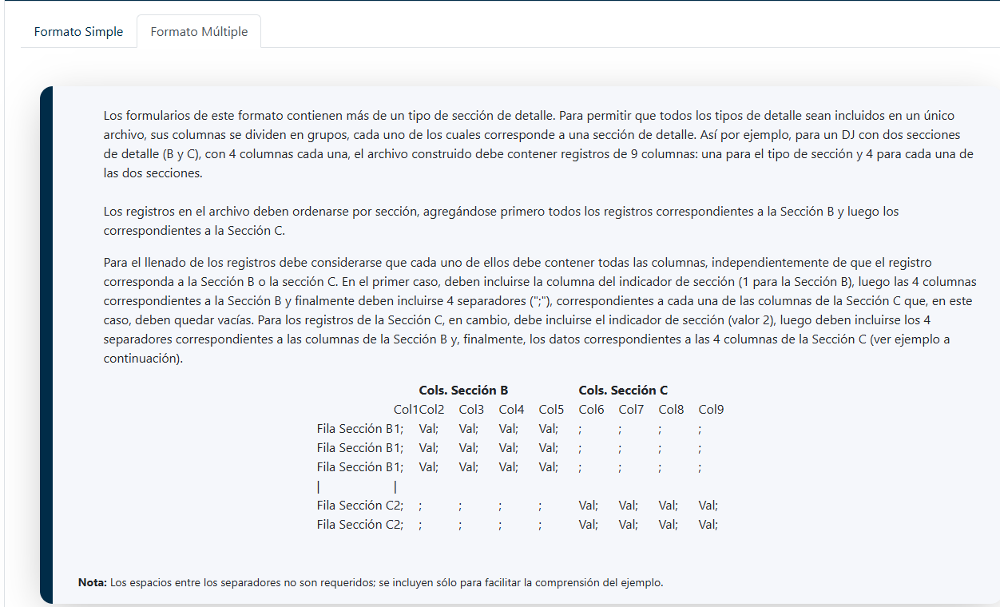 Formato Simple Formato Múltiple
Los formularios de este formato contienen más de un tipo de sección de detalle. Para permitir que todos los tipos de detalle sean incluidos en un único
archivo, sus columnas se dividen en grupos, cada uno de los cuales corresponde a una sección de detalle. Así por ejemplo, para un DJ con dos secciones
de detalle (B y C), con 4 columnas cada una, el archivo construido debe contener registros de 9 columnas: una para el tipo de sección y 4 para cada una de
las dos secciones.
Los registros en el archivo deben ordenarse por sección, agregándose primero todos los registros correspondientes a la Sección B y luego los
correspondientes a la Sección C.
Para el llenado de los registros debe considerarse que cada uno de ellos debe contener todas las columnas, independientemente de que el registro
corresponda a la Sección B o la sección C. En el primer caso, deben incluirse la columna del indicador de sección (1 para la Sección B), luego las 4 columnas
correspondientes a la Sección B y finalmente deben incluirse 4 separadores (";"), correspondientes a cada una de las columnas de la Sección C que, en este
caso, deben quedar vacías. Para los registros de la Sección C, en cambio, debe incluirse el indicador de sección (valor 2), luego deben incluirse los 4
separadores correspondientes a las columnas de la Sección B y, finalmente, los datos correspondientes a las 4 columnas de la Sección C (ver ejemplo a
continuación).
Cols. Sección B Cols. Sección C
Col1Col2 Col3 Col4 Col5 Col6 Col7 Col8 Col9
Fila Sección B1; Val; Val; Val; Val; ; ; ; ;
Fila Sección B1; Val; Val; Val; Val; ; ; ; ;
Fila Sección B1; Val; Val; Val; Val; ; ; ; ;
| |
Fila Sección C2; ; ; ; ; Val; Val; Val; Val;
Fila Sección C2; ; ; ; ; Val; Val; Val; Val;
Nota: Los espacios entre los separadores no son requeridos; se incluyen sólo para facilitar la comprensión del ejemplo.